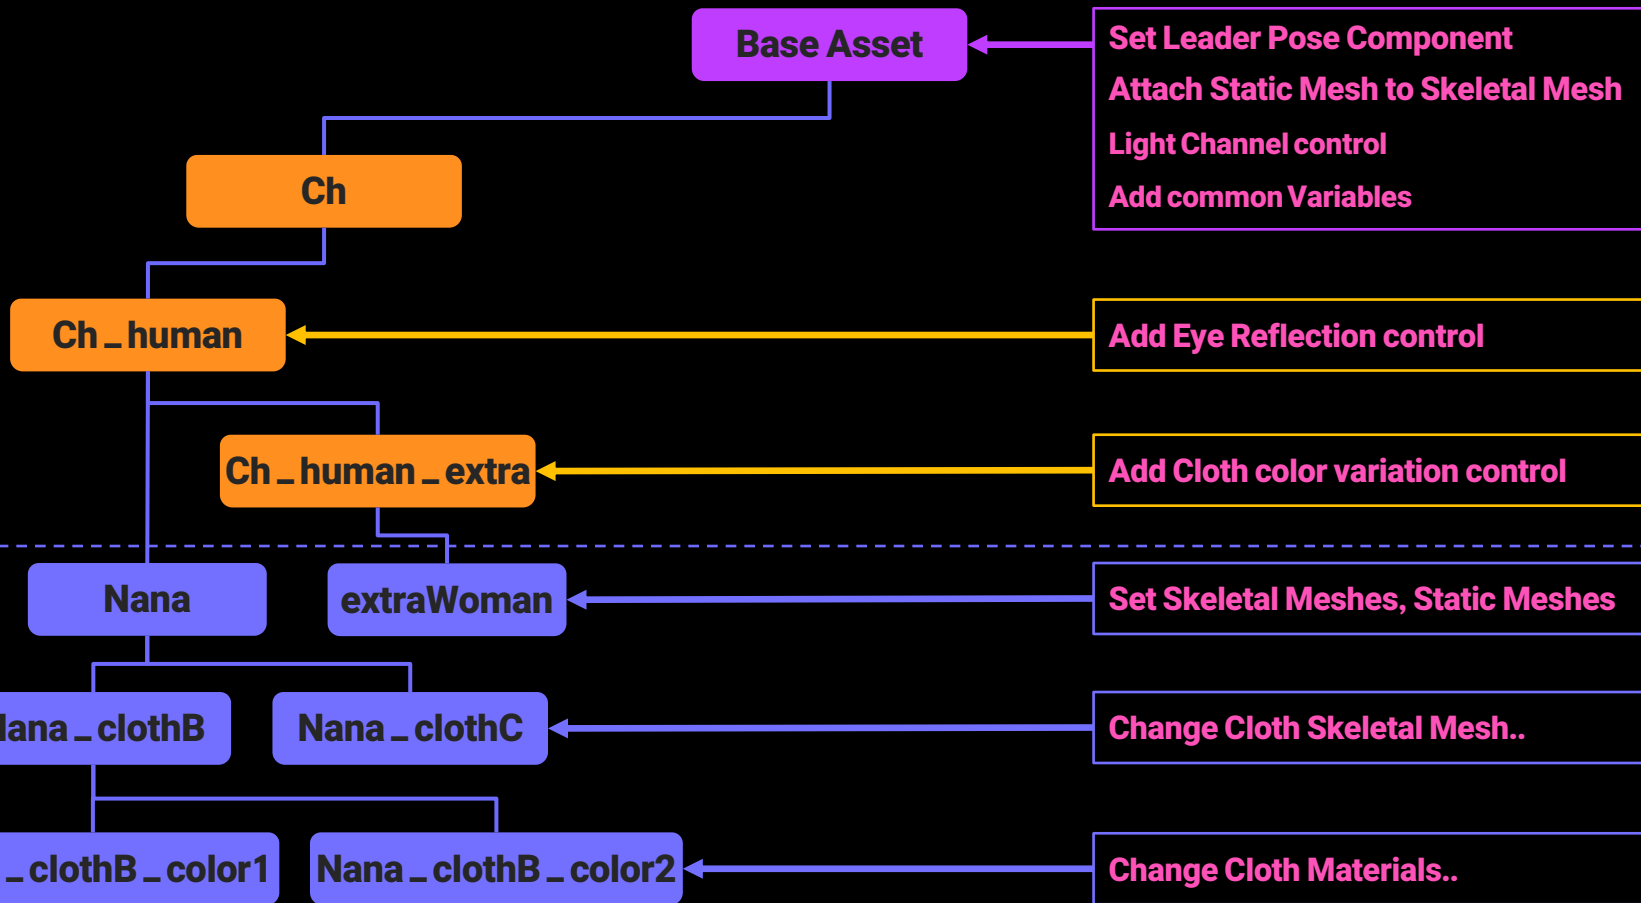 Base Asset
Set Leader Pose Component
Attach Static Mesh to Skeletal Mesh
Light Channel control
Add common Variables
Ch
Ch_human
Add Eye Reflection control
Ch_human_extra
Add Cloth color variation control
Nana
extraWoman
Set Skeletal Meshes, Static Meshes
Nana_clothB
Nana_clothC
Change Cloth Skeletal Mesh..
_clothB_color1
Nana_clothB_color2
Change Cloth Materials..